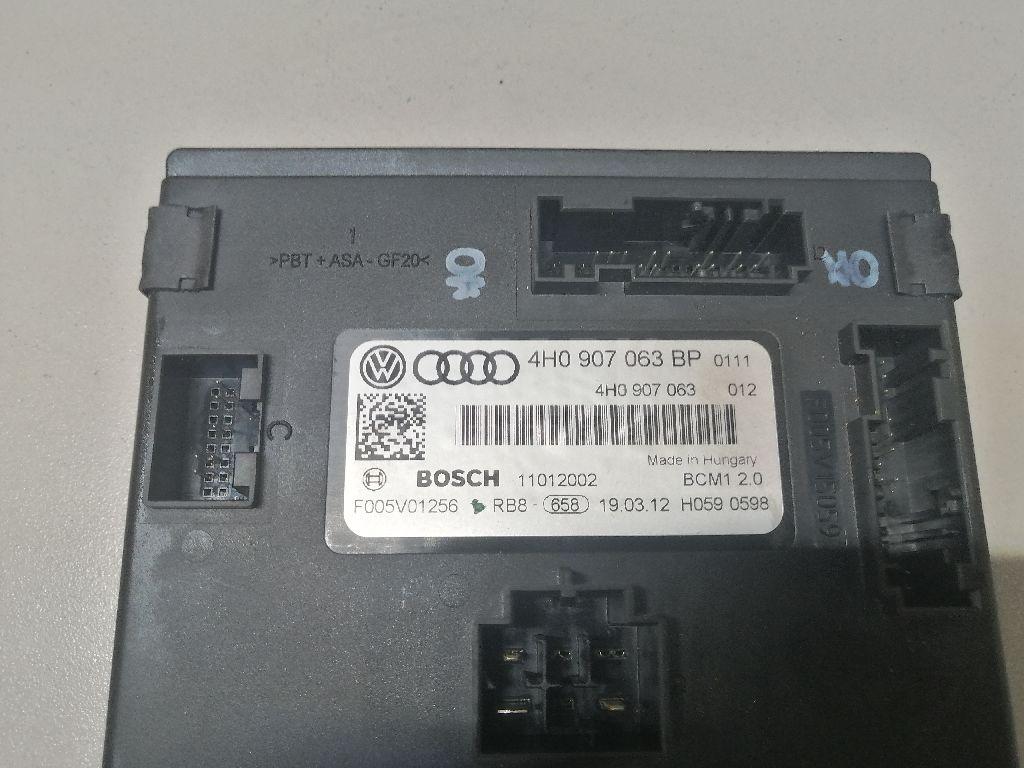 1
>PBT + ASA - GF20<
4H0 907 063 BP 0111
4H0 907 063 012
C
Made in Hungary
BOSCH 11012002 BCM1 2.0
F005V01256 RB8 - 658 19.03.12 H059 0598